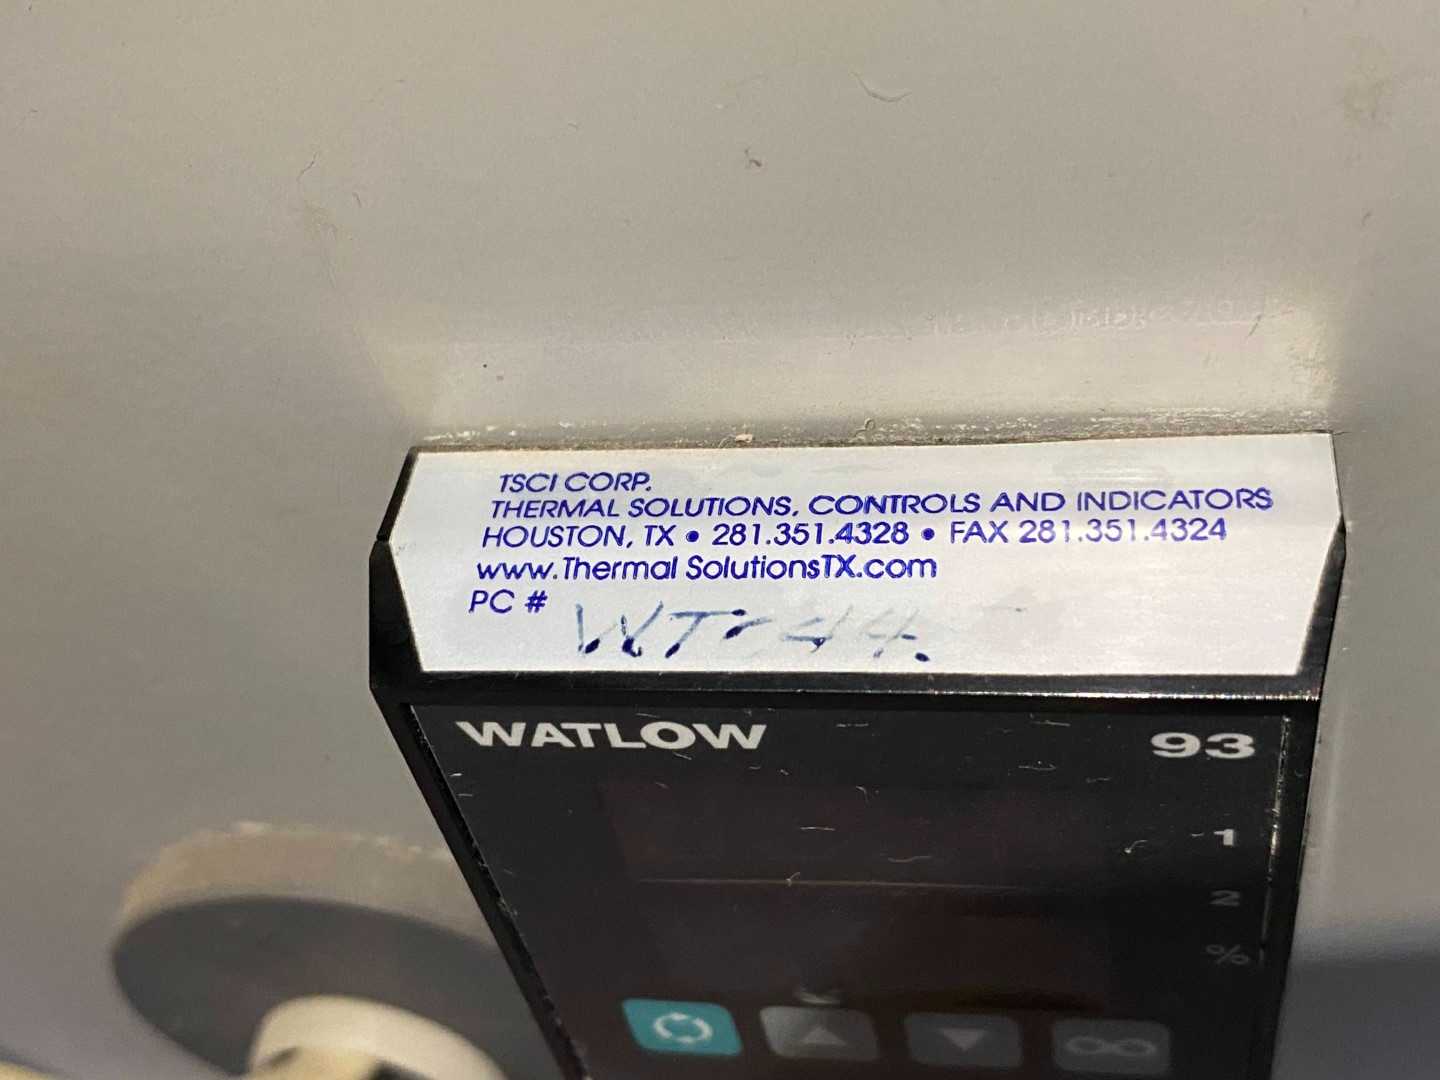 TSCI CORP.
THERMAL SOLUTIONS, CONTROLS AND INDICATORS
HOUSTON, TX • 281.351.4328 • FAX 281.351.4324
www.Thermal SolutionsTX.com
PC #
WATLOW 93
1
2
%